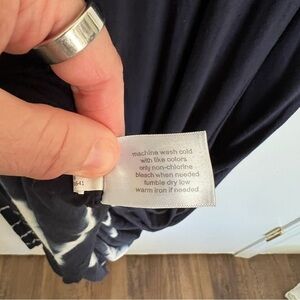 machine wash cold
with like colors
only non-chlorine
bleach when needed
tumble dry low
warm iron if needed